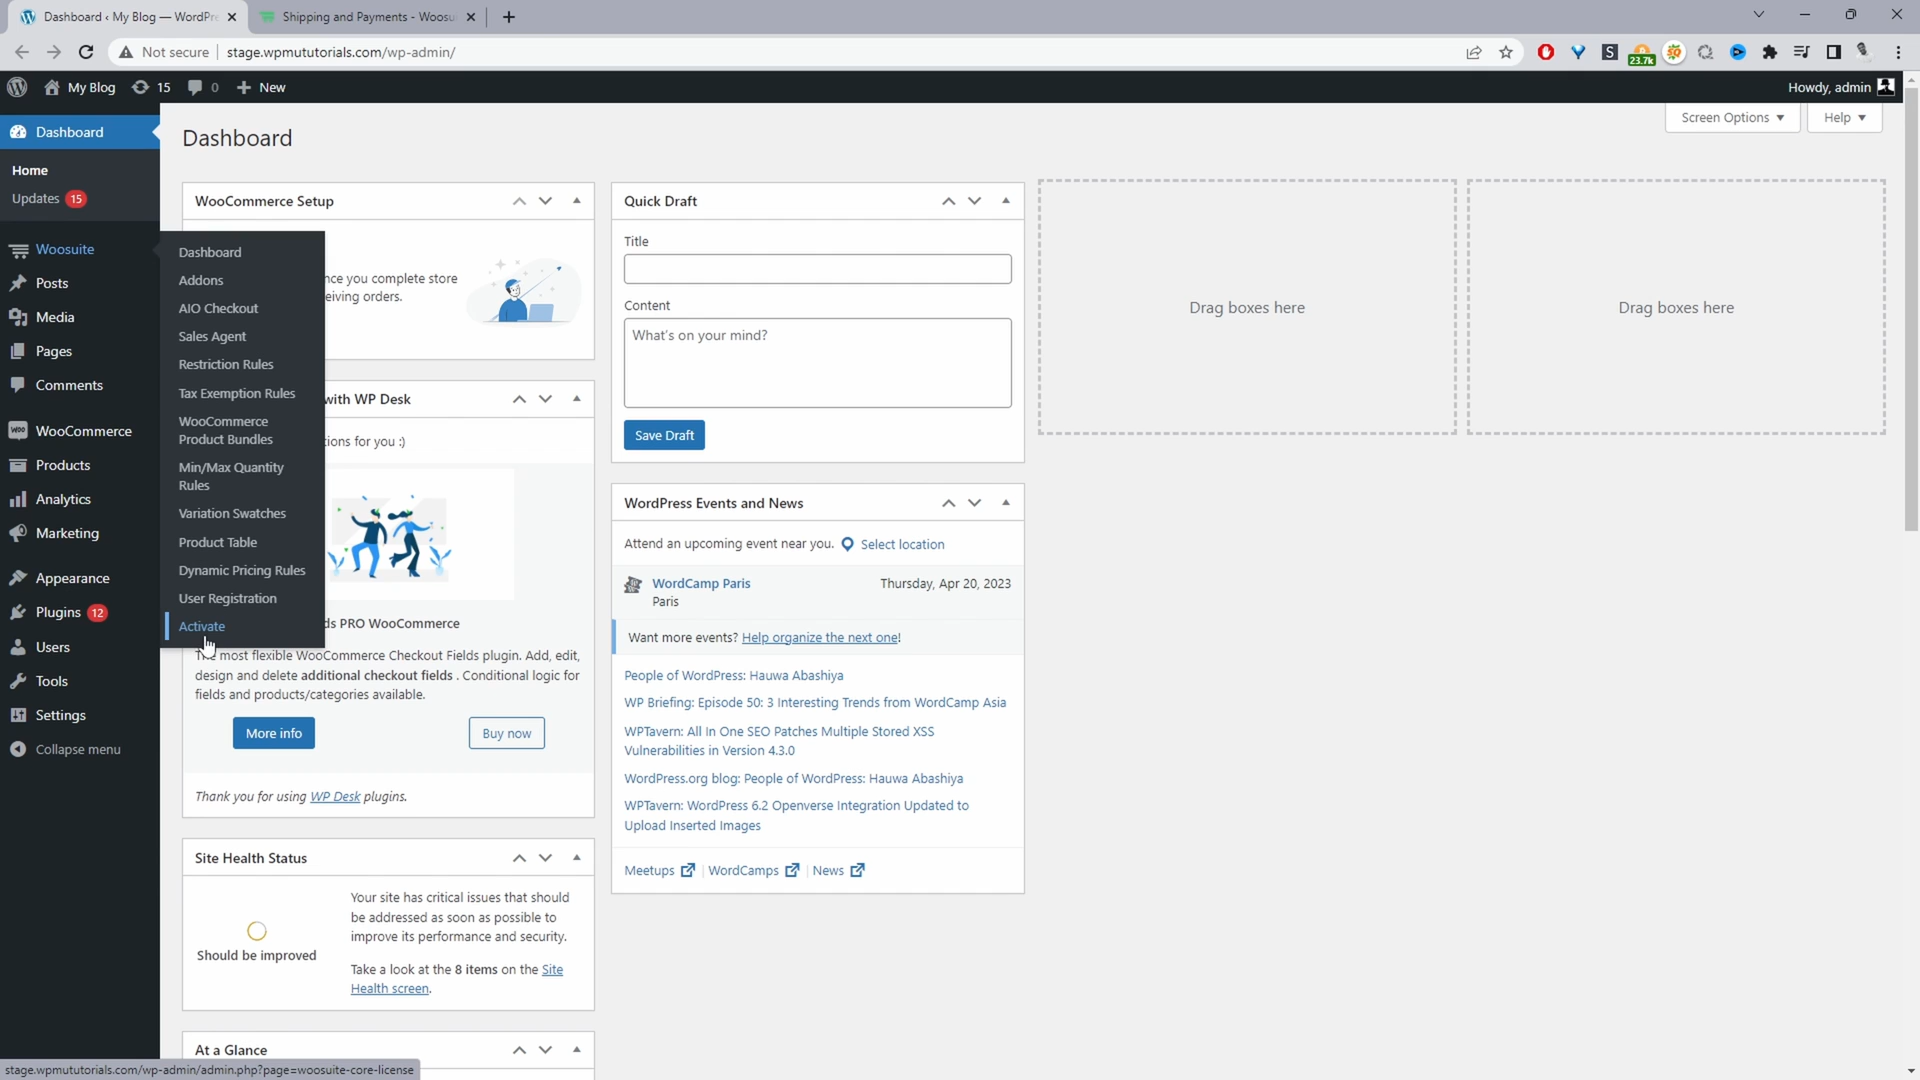 Dashboard ‹ My Blog — WordPre
Shipping and Payments - Woosui
Not secure
stage.wpmututorials.com/wp-admin/
23.7k
My Blog
15
0
New
Howdy, admin
Dashboard
Home
Updates 15
Woosuite
Posts
Media
Pages
Comments
WooCommerce
Products
Analytics
Marketing
Appearance
Plugins 12
Users
Tools
Settings
Collapse menu
Dashboard
Addons
AIO Checkout
Sales Agent
Restriction Rules
Tax Exemption Rules
WooCommerce
Product Bundles
Min/Max Quantity
Rules
Variation Swatches
Product Table
Dynamic Pricing Rules
User Registration
Activate
Dashboard
Screen Options
Help
WooCommerce Setup
nce you complete store
eiving orders.
with WP Desk
tions for you :)
ds PRO WooCommerce
The most flexible WooCommerce Checkout Fields plugin. Add, edit,
design and delete additional checkout fields . Conditional logic for
fields and products/categories available.
More info
Buy now
Thank you for using WP Desk plugins.
Site Health Status
Should be improved
Your site has critical issues that should
be addressed as soon as possible to
improve its performance and security.
Take a look at the 8 items on the Site
Health screen.
At a Glance
Quick Draft
Title
Content
What's on your mind?
Save Draft
WordPress Events and News
Attend an upcoming event near you. Select location
WordCamp Paris
Thursday, Apr 20, 2023
Paris
Want more events? Help organize the next one!
People of WordPress: Hauwa Abashiya
WP Briefing: Episode 50: 3 Interesting Trends from WordCamp Asia
WPTavern: All In One SEO Patches Multiple Stored XSS
Vulnerabilities in Version 4.3.0
WordPress.org blog: People of WordPress: Hauwa Abashiya
WPTavern: WordPress 6.2 Openverse Integration Updated to
Upload Inserted Images
Meetups | WordCamps | News
Drag boxes here
Drag boxes here
stage.wpmututorials.com/wp-admin/admin.php?page=woosuite-core-license